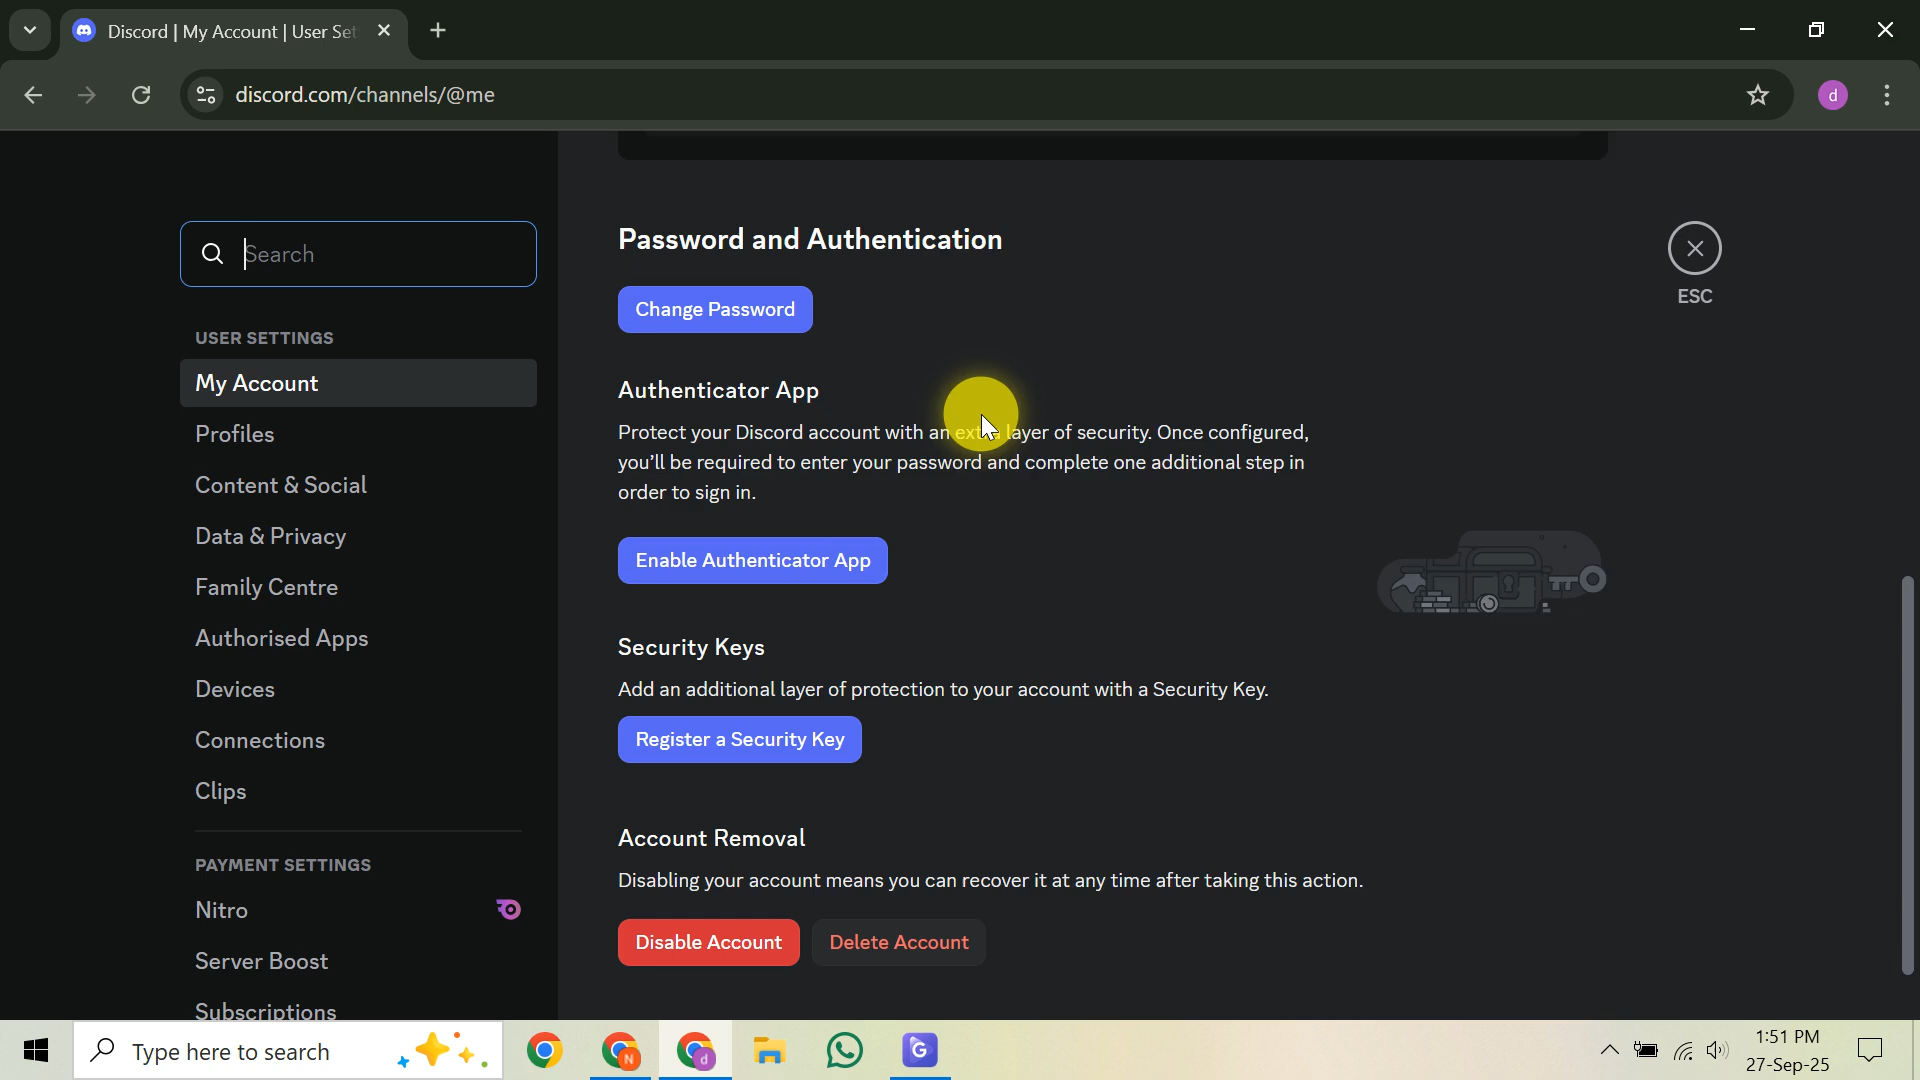 Discord | My Account | User Set
discord.com/channels/@me
d
Search
USER SETTINGS
My Account
Profiles
Content & Social
Data & Privacy
Family Centre
Authorised Apps
Devices
Connections
Clips
PAYMENT SETTINGS
Nitro
Server Boost
Subscriptions
Password and Authentication
ESC
Change Password
Authenticator App
Protect your Discord account with an extra layer of security. Once configured,
you'll be required to enter your password and complete one additional step in
order to sign in.
Enable Authenticator App
Security Keys
Add an additional layer of protection to your account with a Security Key.
Register a Security Key
Account Removal
Disabling your account means you can recover it at any time after taking this action.
Disable Account
Delete Account
Type here to search
N
d
G
1:51 PM
27-Sep-25